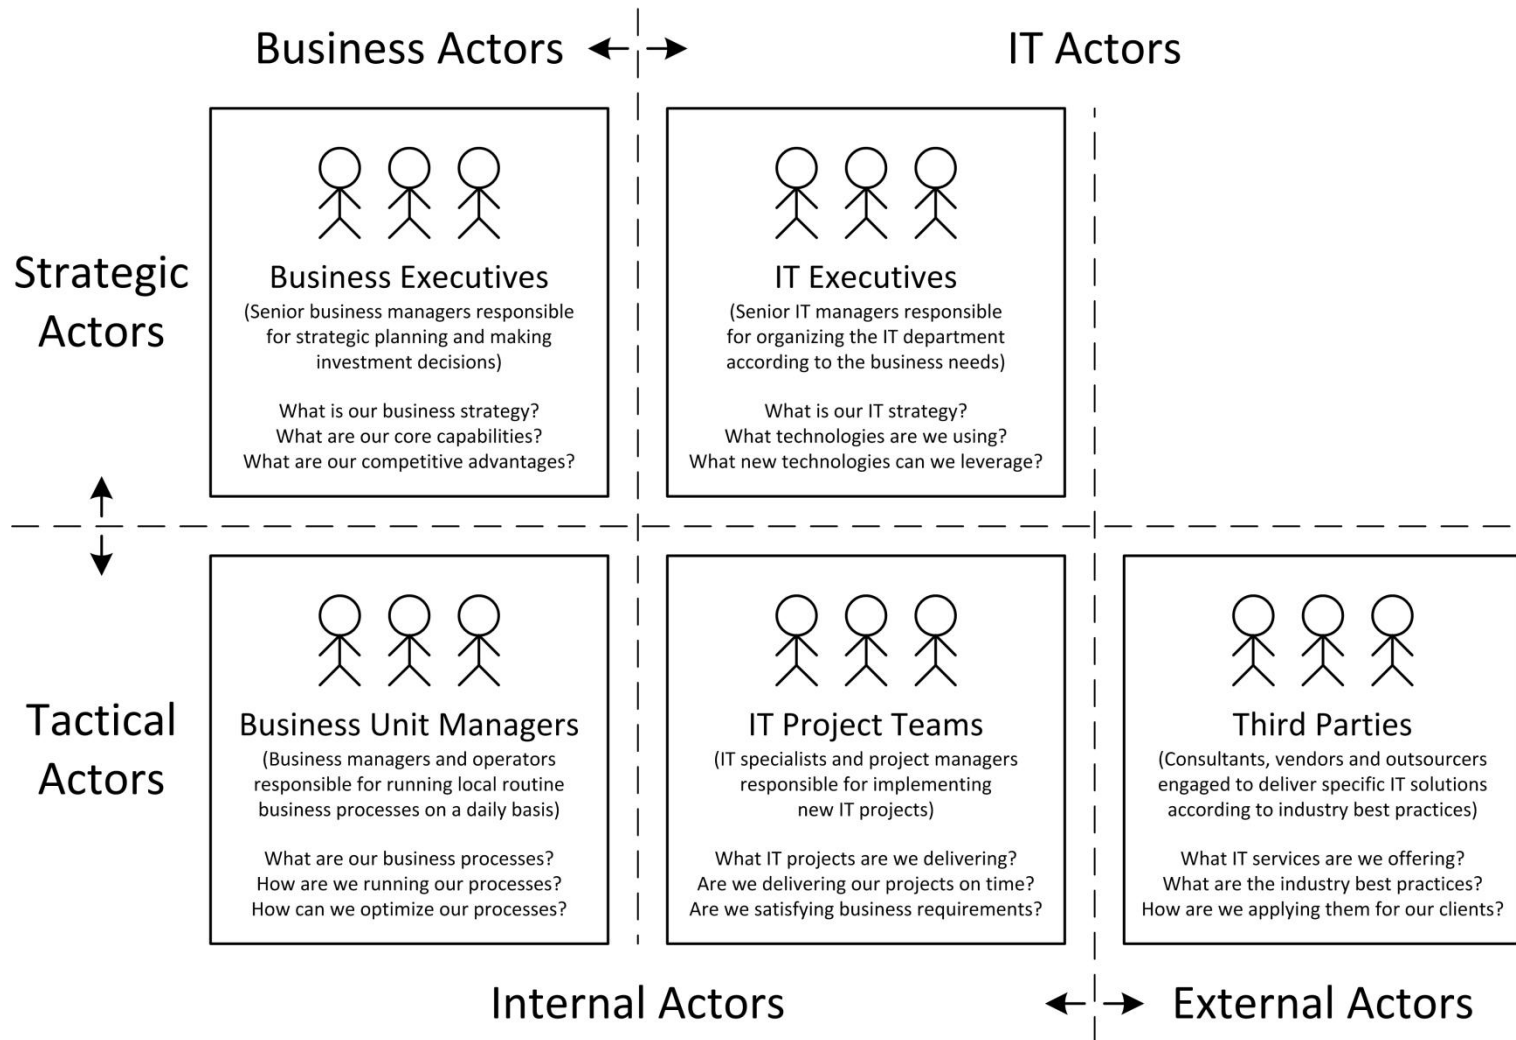 Business Actors
IT Actors
Strategic
Actors
Business Executives
(Senior business managers responsible
for strategic planning and making
investment decisions)
What is our business strategy?
What are our core capabilities?
What are our competitive advantages?
IT Executives
(Senior IT managers responsible
for organizing the IT department
according to the business needs)
What is our IT strategy?
What technologies are we using?
What new technologies can we leverage?
Tactical
Actors
Business Unit Managers
(Business managers and operators
responsible for running local routine
business processes on a daily basis)
What are our business processes?
How are we running our processes?
How can we optimize our processes?
IT Project Teams
(IT specialists and project managers
responsible for implementing
new IT projects)
What IT projects are we delivering?
Are we delivering our projects on time?
Are we satisfying business requirements?
Third Parties
(Consultants, vendors and outsourcers
engaged to deliver specific IT solutions
according to industry best practices)
What IT services are we offering?
What are the industry best practices?
How are we applying them for our clients?
Internal Actors
External Actors